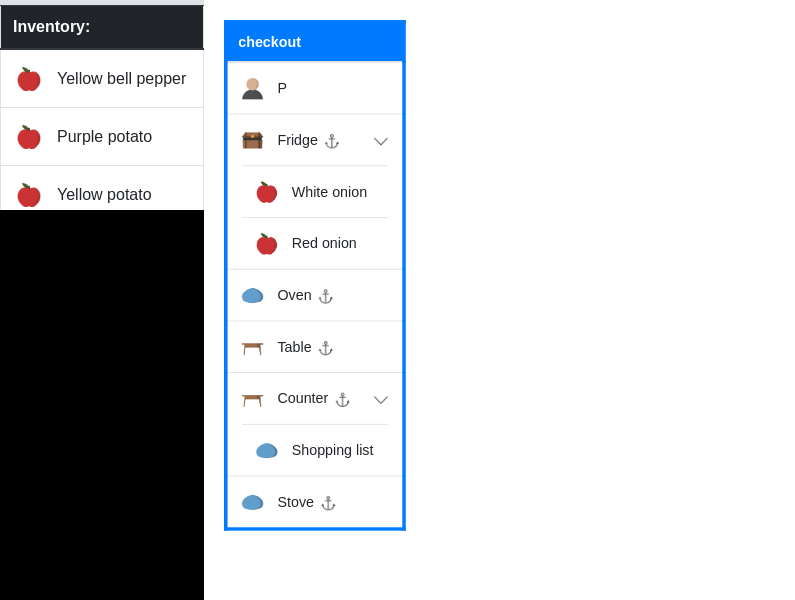 Inventory:
Yellow bell pepper
Purple potato
Yellow potato
checkout
P
Fridge
White onion
Red onion
Oven
Table
Counter
Shopping list
Stove